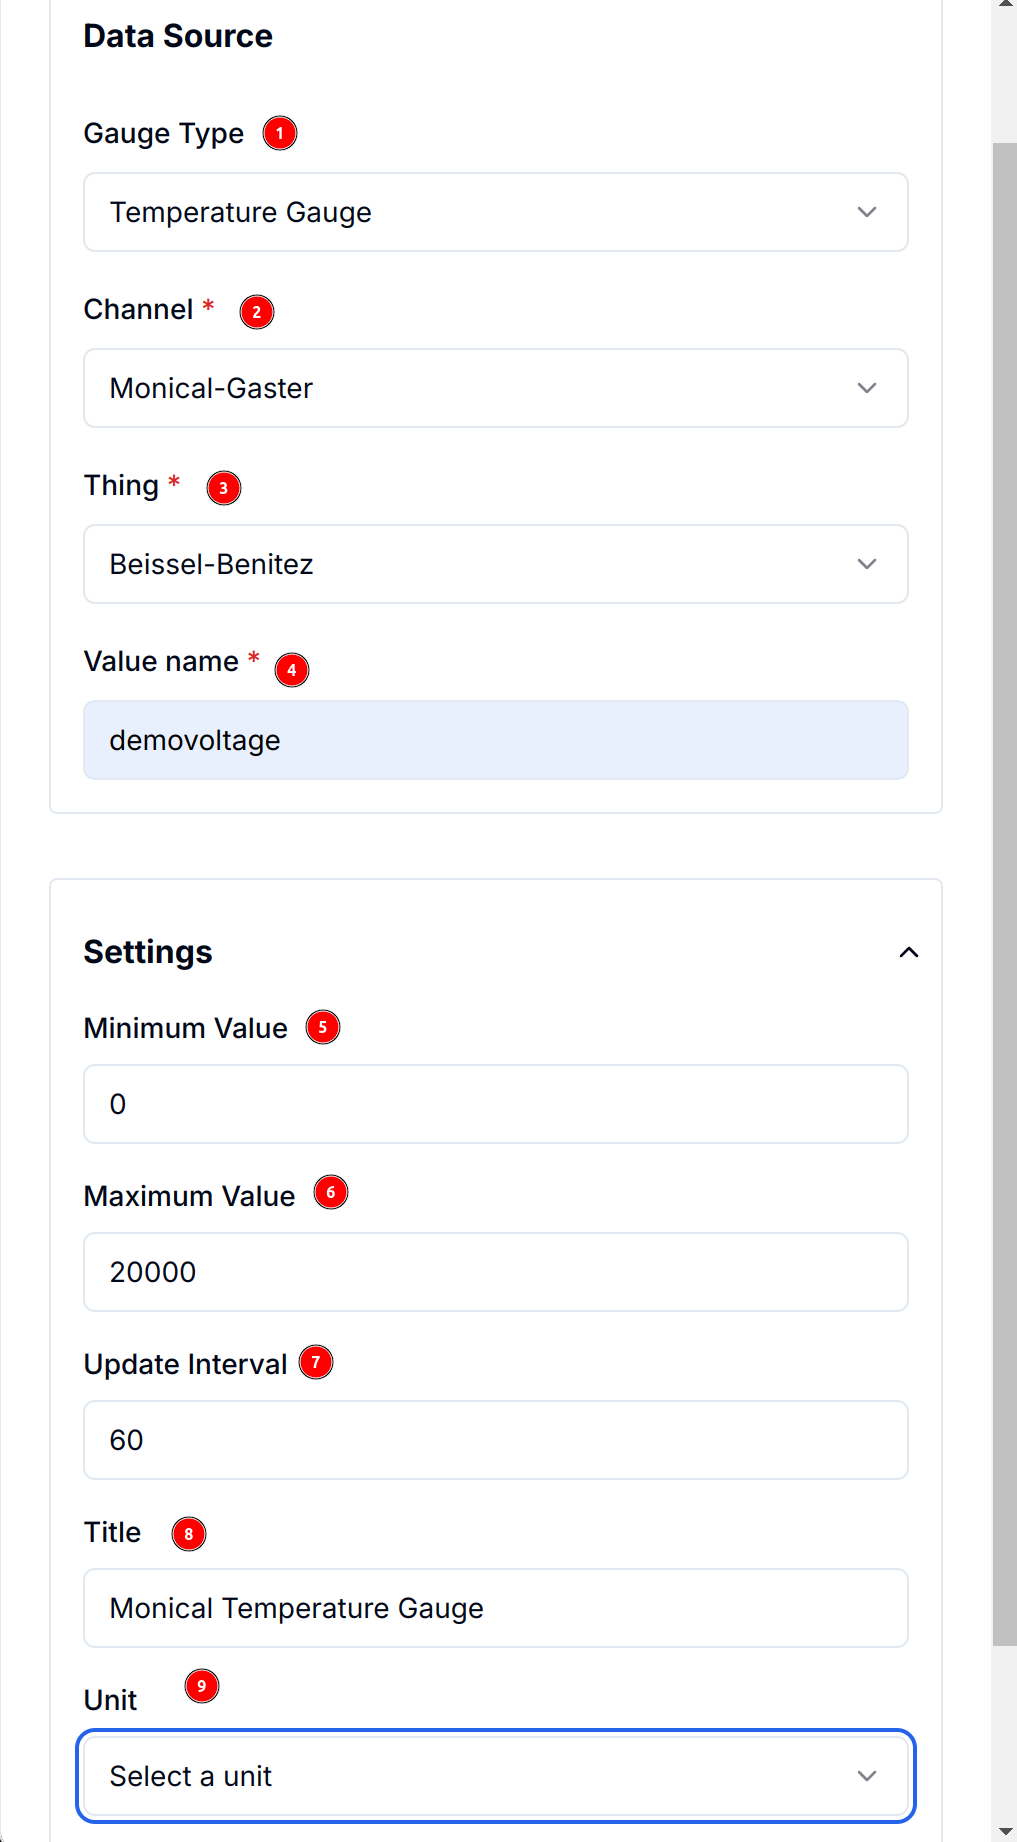 Data Source
Gauge Type 1
Temperature Gauge
Channel * 2
Monical-Gaster
Thing * 3
Beissel-Benitez
Value name * 4
demovoltage
Settings
Minimum Value 5
0
Maximum Value 6
20000
Update Interval 7
60
Title 8
Monical Temperature Gauge
Unit 9
Select a unit